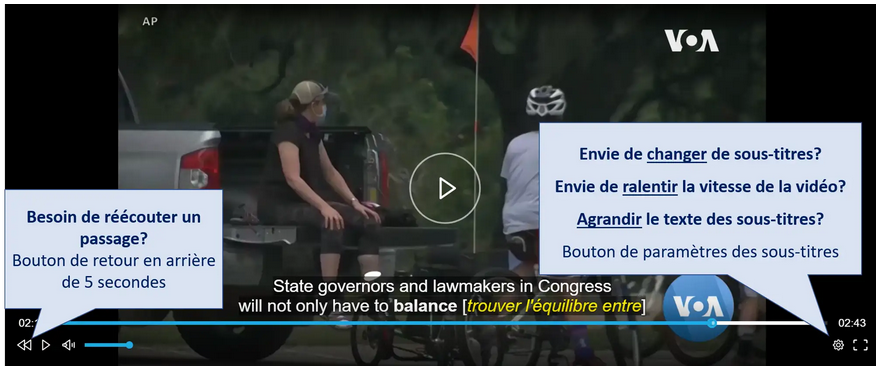 AP
VOA
Envie de changer de sous-titres?
Envie de ralentir la vitesse de la vidéo?
Agrandir le texte des sous-titres?
Bouton de paramètres des sous-titres
Besoin de réécouter un
passage?
Bouton de retour en arrière
de 5 secondes
State governors and lawmakers in Congress
will not only have to balance [trouver l'équilibre entre]
VOA
02:
02:43